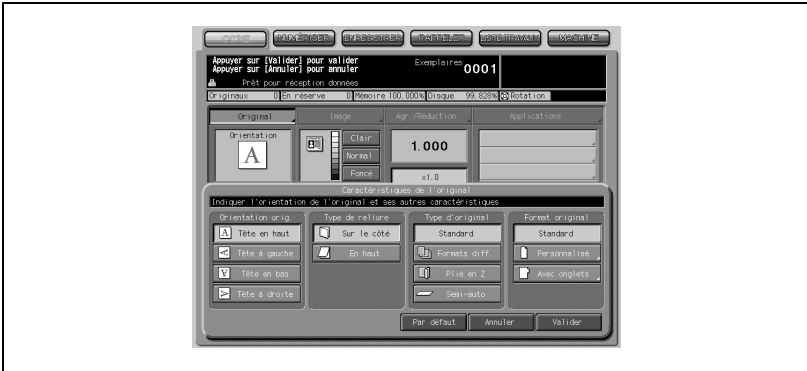 COPIE NUMÉRISER ENREGISTRER RAPPELER LISTE TRAVAUX MACHINE
Appuyer sur [Valider] pour valider
Appuyer sur [Annuler] pour annuler
Exemplaires 0001
Prêt pour réception données
Originaux 0 En réserve 0 Mémoire 100.000% Disque 99.828% Rotation
Original Image Agr./Réduction Applications
Orientation
A
Clair
Normal
Foncé
1.000
x1.0
Caractéristiques de l'original
Indiquer l'orientation de l'original et ses autres caractéristiques
Orientation orig. Type de reliure Type d'original Format original
A Tête en haut Sur le côté Standard Standard
A Tête à gauche En haut Formats diff. Personnalisé
A Tête en bas Plié en Z Avec onglets
A Tête à droite Semi-auto
Par défaut Annuler Valider